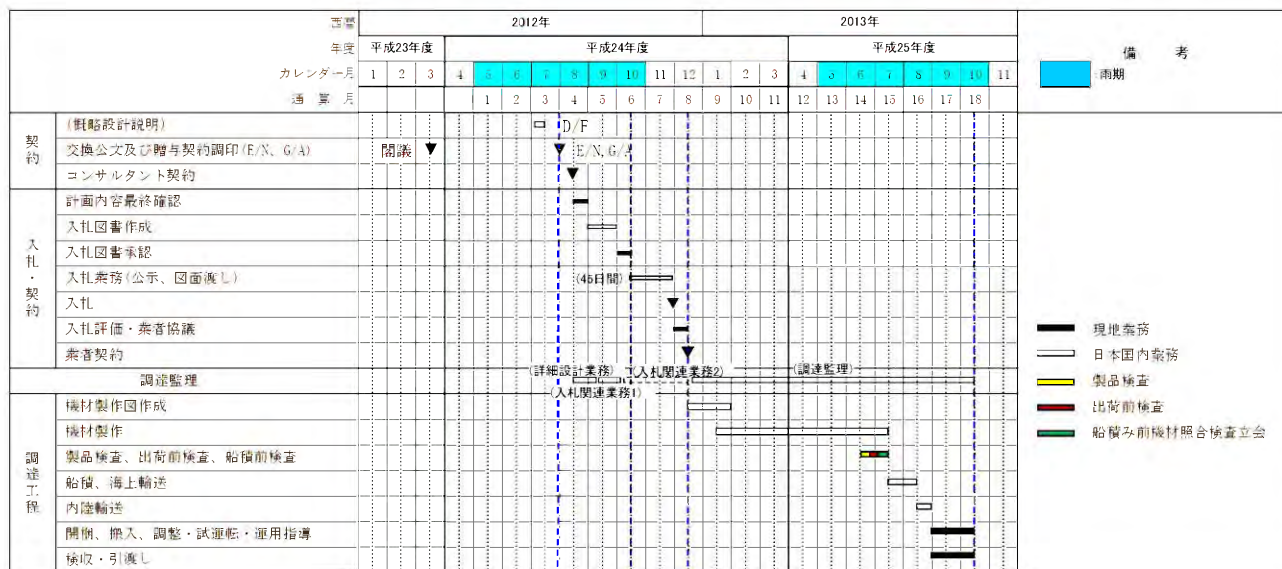 西暦 2012年 2013年 備 考
年度 平成23年度 平成24年度 平成25年度
カレンダー月 1 2 3 4 5 6 7 8 9 10 11 12 1 2 3 4 5 6 7 8 9 10 11 雨期
通算月 1 2 3 4 5 6 7 8 9 10 11 12 13 14 15 16 17 18
契約
(概略設計説明) D/F
交換公文及び贈与契約調印(E/N、G/A) 閣議 E/N,G/A
コンサルタント契約
入札・契約
計画内容最終確認
入札図書作成
入札図書承認
入札業務(公示、図面渡し) (45日間)
入札
入札評価・業者協議
業者契約
調達監理 (詳細設計業務) (入札関連業務2) (調達監理)
(入札関連業務1)
調達工程
機材製作図作成
機材製作
製品検査、出荷前検査、船積前検査
船積、海上輸送
内陸輸送
開梱、搬入、調整・試運転・運用指導
検収・引渡し
現地業務
日本国内業務
製品検査
出荷前検査
船積み前機材照合検査立会